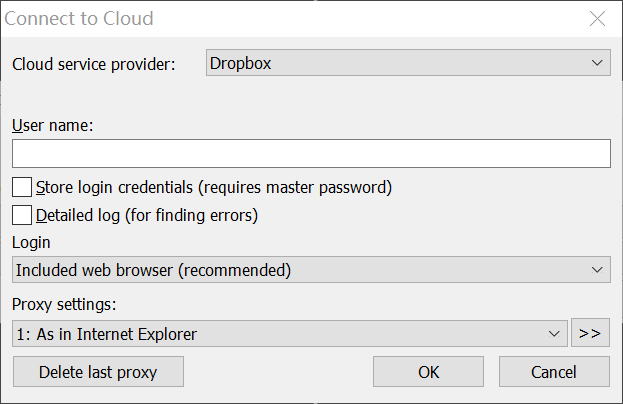 Connect to Cloud
Cloud service provider: Dropbox
User name:
Store login credentials (requires master password)
Detailed log (for finding errors)
Login
Included web browser (recommended)
Proxy settings:
1: As in Internet Explorer >>
Delete last proxy OK Cancel